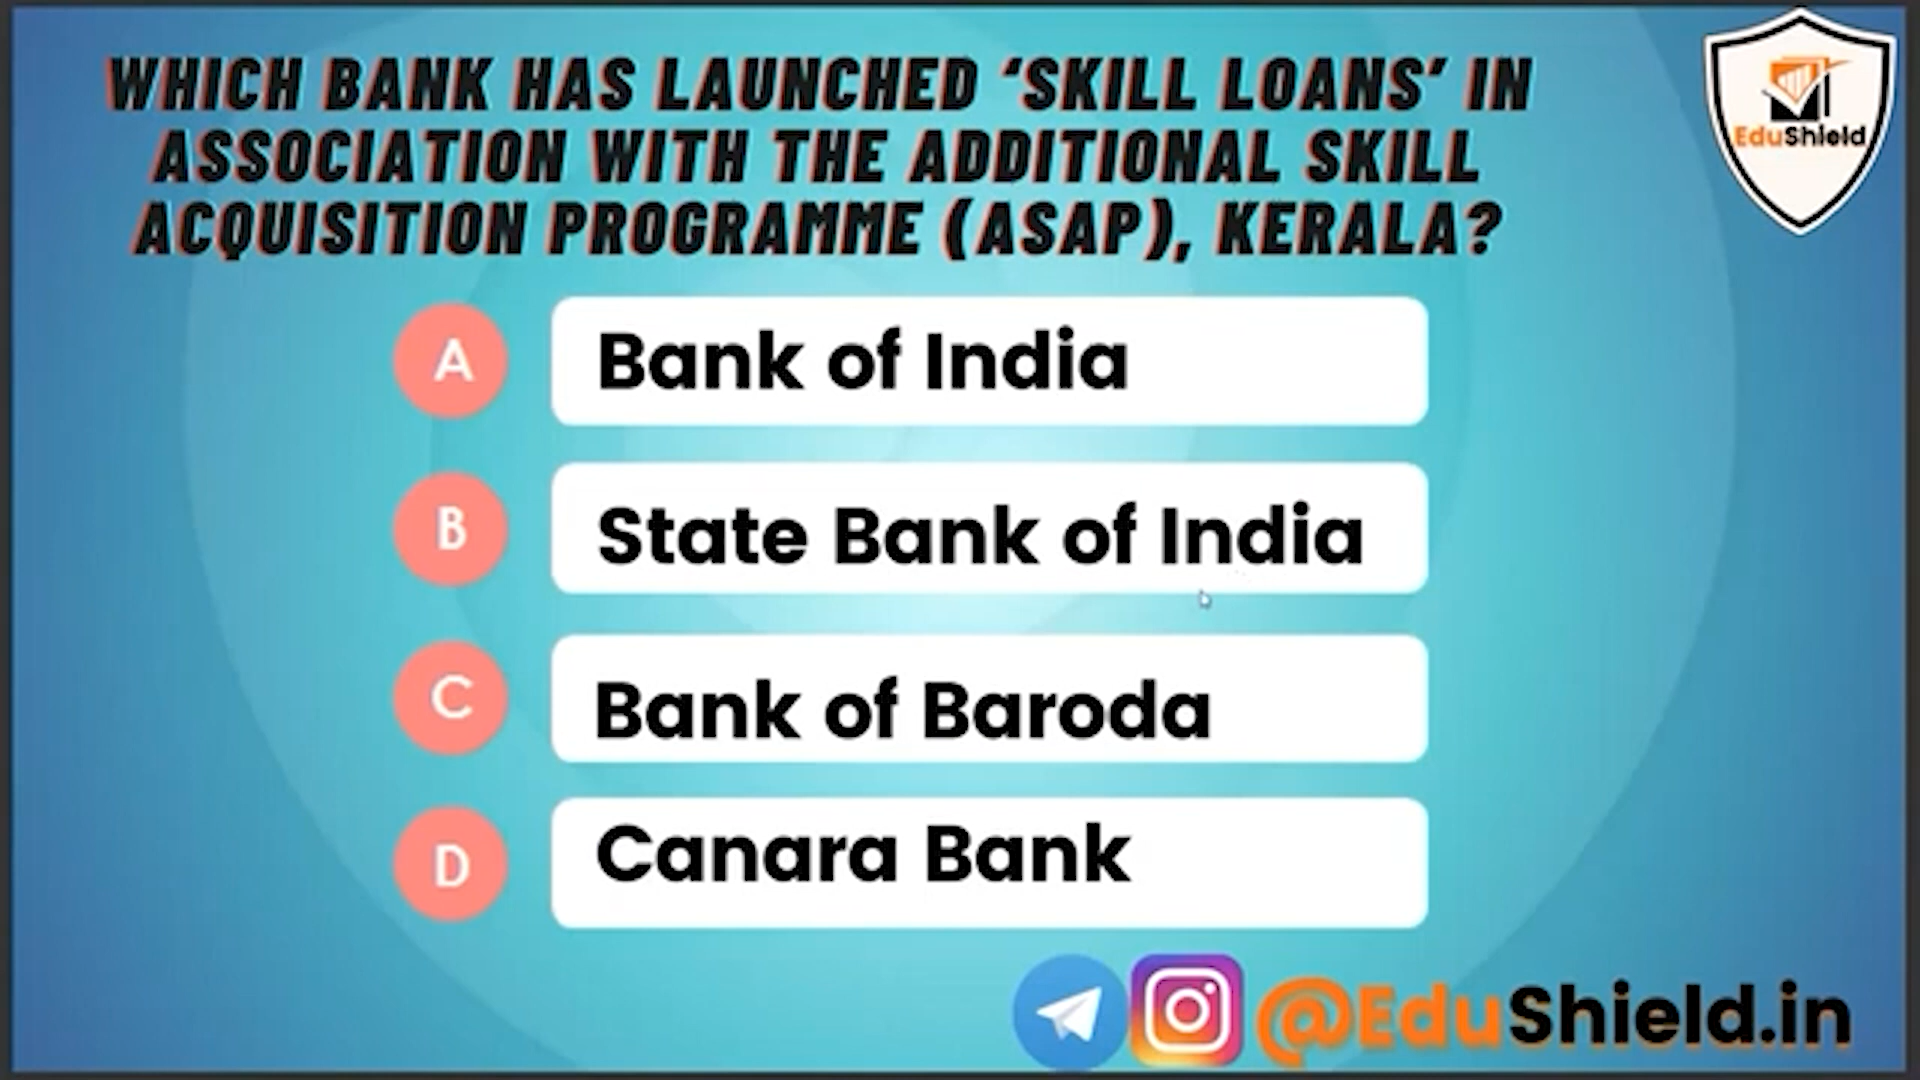 WHICH BANK HAS LAUNCHED ‘SKILL LOANS’ IN
ASSOCIATION WITH THE ADDITIONAL SKILL
ACQUISITION PROGRAMME (ASAP), KERALA?
EduShield
A Bank of India
B State Bank of India
C Bank of Baroda
D Canara Bank
@EduShield.in